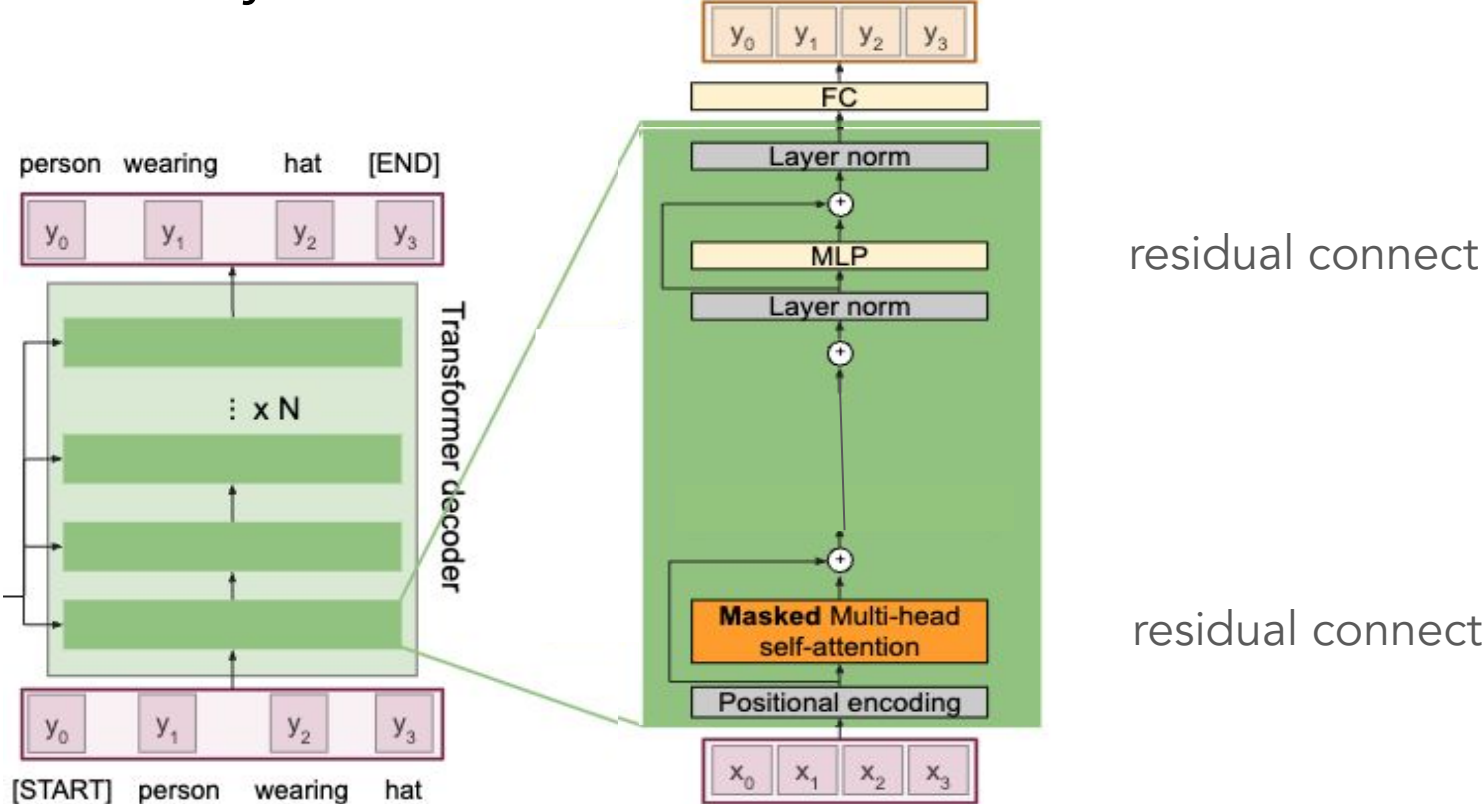 person wearing hat [END]
y0 y1 y2 y3
⋮ x N
Transformer decoder
y0 y1 y2 y3
[START] person wearing hat
y0 y1 y2 y3
FC
Layer norm
+
MLP
Layer norm
+
+
Masked Multi-head
self-attention
Positional encoding
x0 x1 x2 x3
residual connect
residual connect